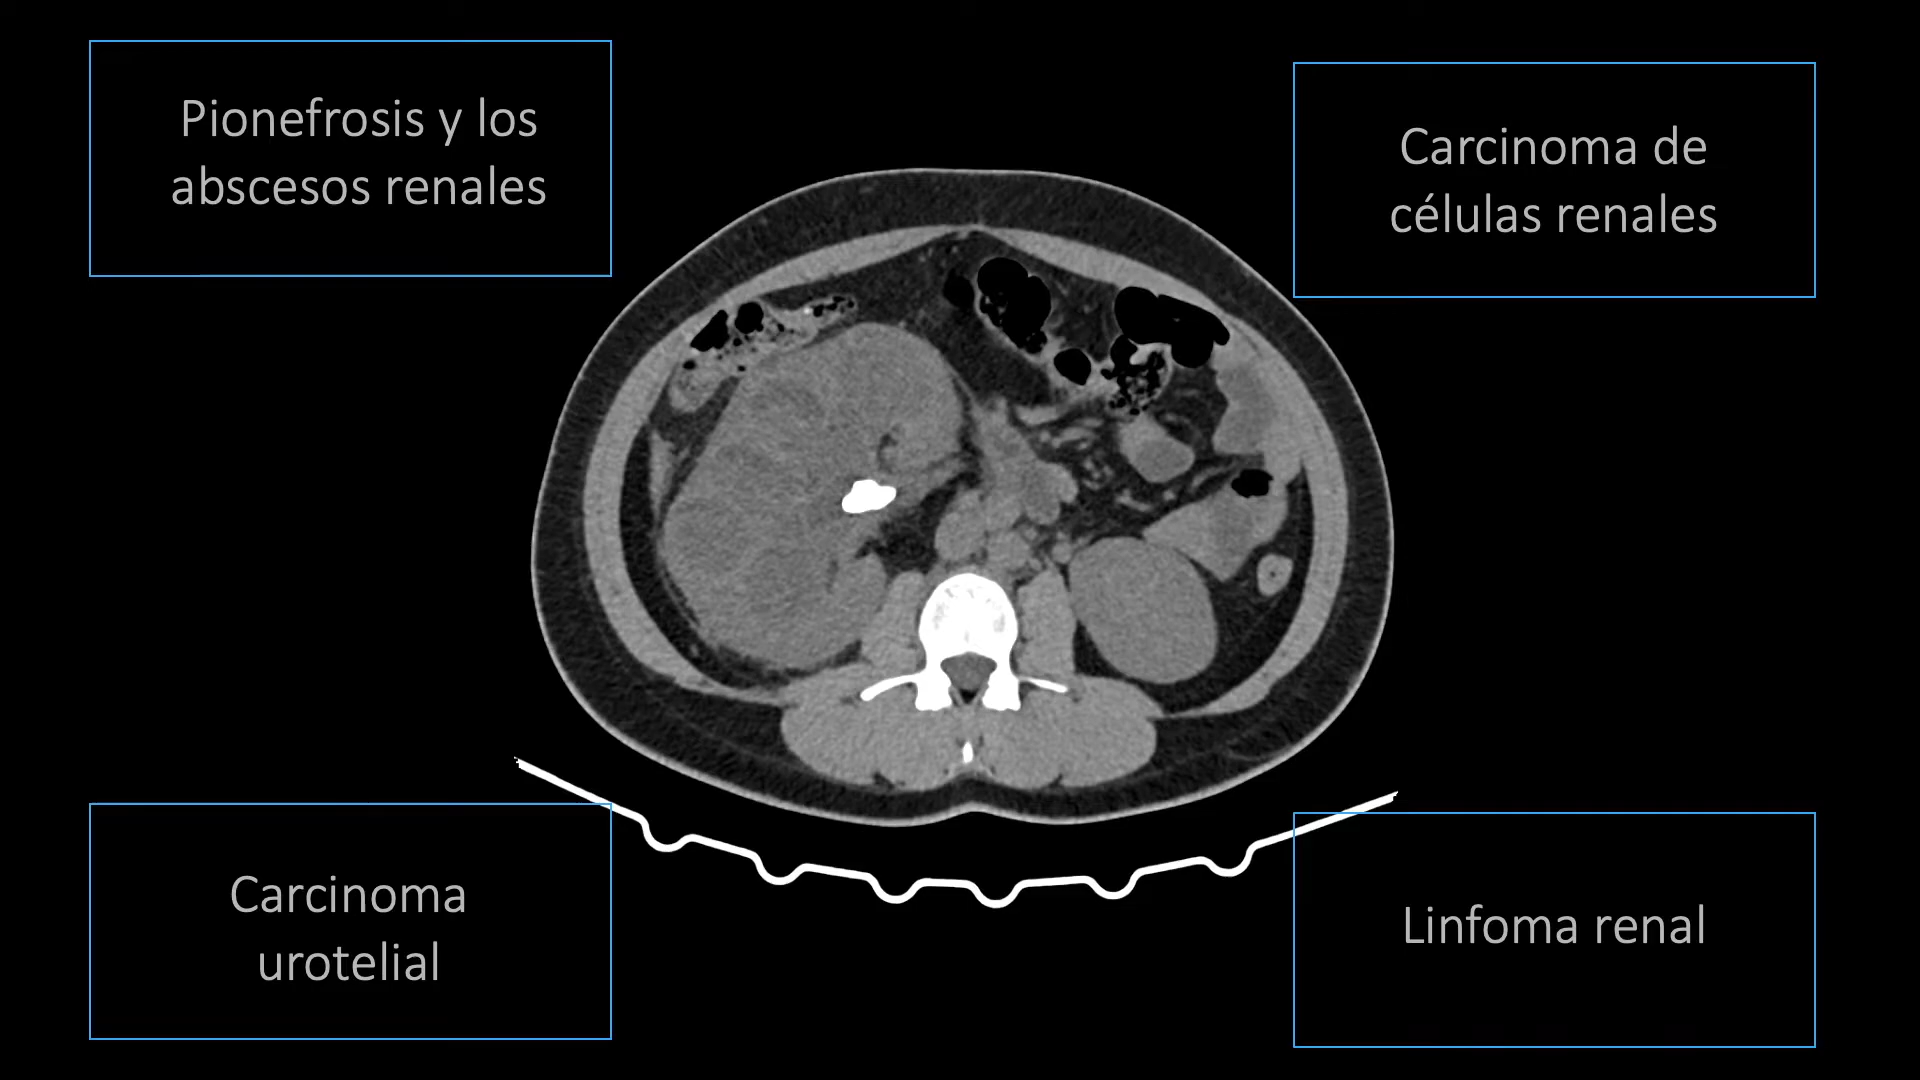 Pionefrosis y los
abscesos renales
Carcinoma de
células renales
Carcinoma
urotelial
Linfoma renal